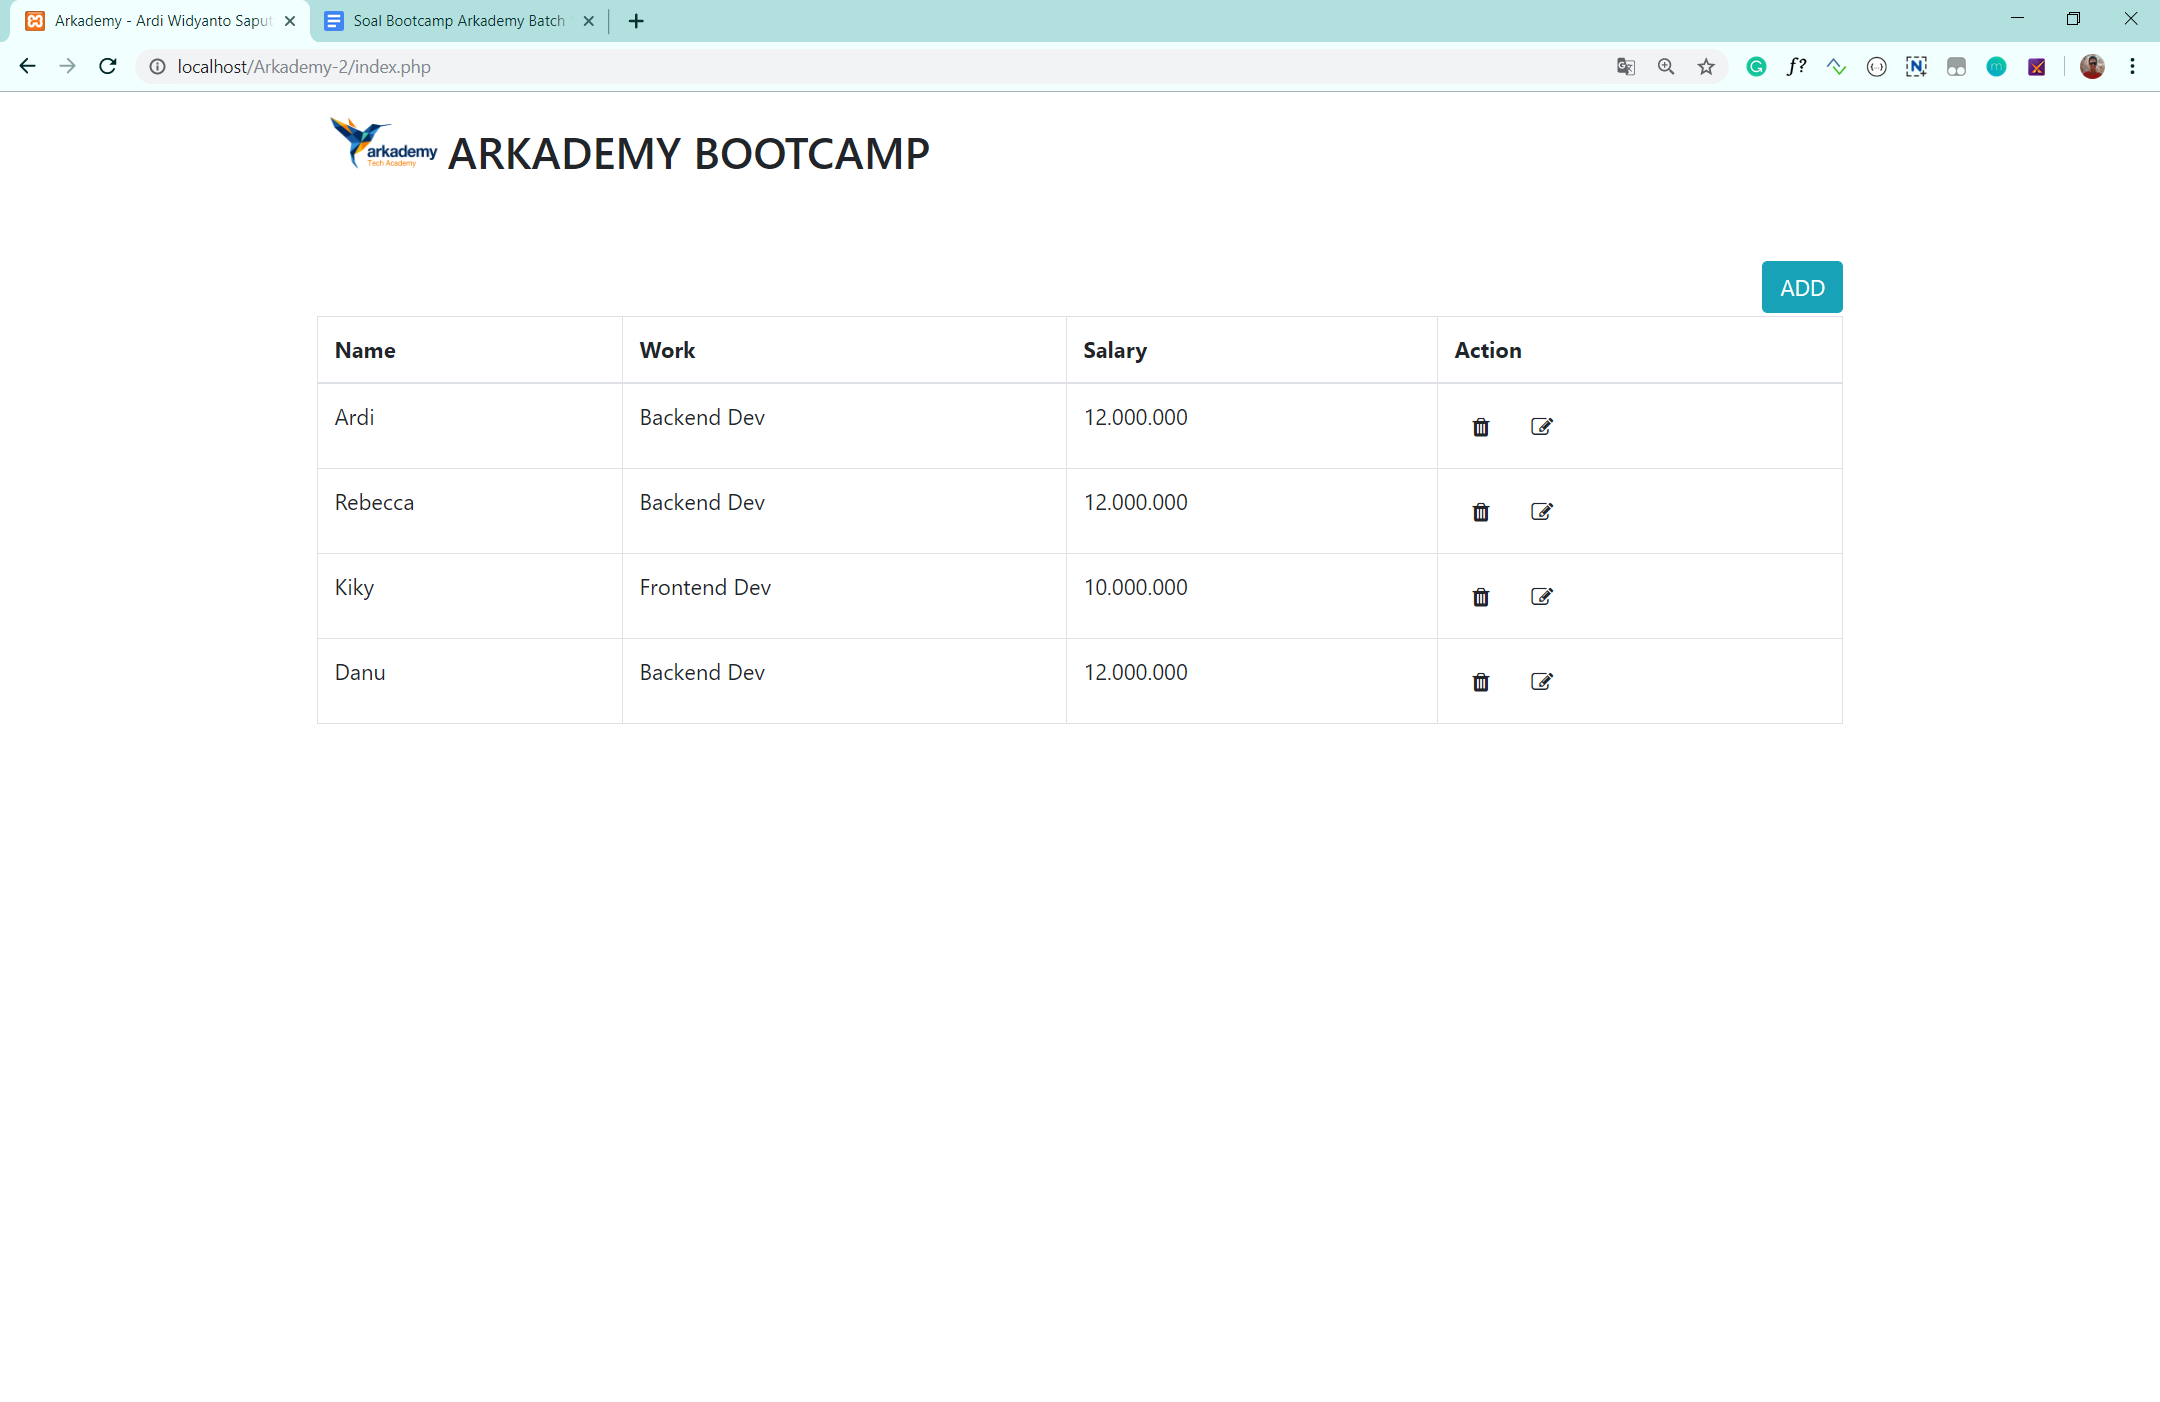 Arkademy - Ardi Widyanto Saput
Soal Bootcamp Arkademy Batch
localhost/Arkademy-2/index.php
arkademy
Tech Academy
ARKADEMY BOOTCAMP
ADD
Name Work Salary Action
Ardi Backend Dev 12.000.000
Rebecca Backend Dev 12.000.000
Kiky Frontend Dev 10.000.000
Danu Backend Dev 12.000.000